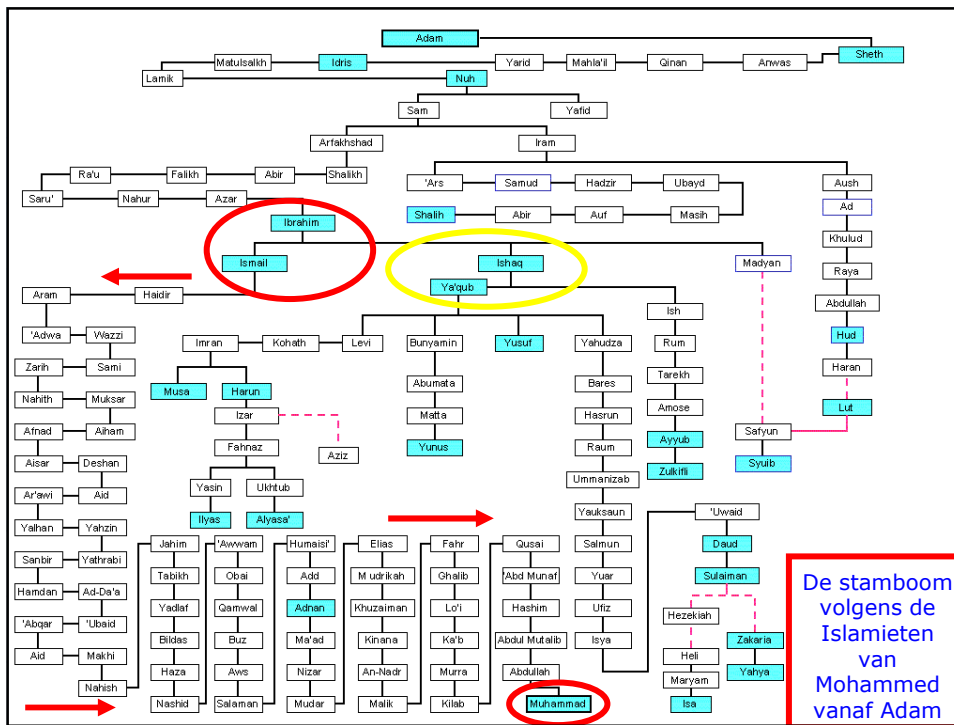 Adam
Sheth
Matulsalkh Idris Yarid Mahla'il Qinan Anwas
Lamik Nuh
Sam Yafid
Arfakhshad Iram
Ra'u Falikh Abir Shalikh
'Ars Samud Hadzir Ubayd Aush
Saru' Nahur Azar
Ibrahim Shalih Abir Auf Masih Ad
Khulud
Ismail Ishaq Madyan
Raya
Ya'qub
Aram Haidir Abdullah
Ish
'Adwa Wazzi Imran Kohath Levi Bunyamin Yusuf Yahudza Rum Hud
Zarih Sami Haran
Tarekh
Musa Harun Abumata Bares
Nahith Muksar Amose Lut
Izar Matta Hasrun
Afnad Aiham Ayyub Safyun
Fahnaz Aziz Yunus Raum
Aisar Deshan Zulkifli Syuib
Ummanizab
Yasin Ukhtub
Ar'awi Aid
Ilyas Alyasa' Yauksaun 'Uwaid
Yalhan Yahzin
Jahim 'Awwam Humaisi' Elias Fahr Qusai Salmun Daud
Sanbir Yathrabi
Tabikh Obai Add Mudrikah Ghalib 'Abd Munaf Yuar Sulaiman
Hamdan Ad-Da'a
Yadlaf Qamwal Adnan Khuzaiman Lo'i Hashim Ufiz Hezekiah
'Abqar 'Ubaid
Bildas Buz Ma'ad Kinana Ka'b Abdul Mutalib Isya Zakaria
Aid Makhi Heli
Haza Aws Nizar An-Nadr Murra Abdullah Maryam Yahya
Nahish
Nashid Salaman Mudar Malik Kilab Muhammad Isa
De stamboom
volgens de
Islamieten
van
Mohammed
vanaf Adam